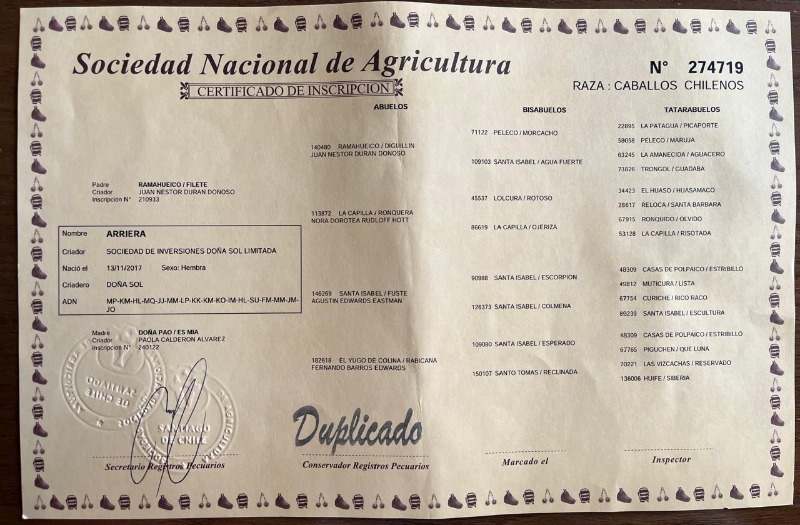 Sociedad Nacional de Agricultura
CERTIFICADO DE INSCRIPCION
N° 274719
RAZA : CABALLOS CHILENOS
ABUELOS
BISABUELOS
TATARABUELOS
140480 RAMAHUEICO / DIGUILLIN
JUAN NESTOR DURAN DONOSO
71122 PELECO / MORCACHO
22895 LA PATAGUA / PICAPORTE
58058 PELECO / MARUJA
109103 SANTA ISABEL / AGUA FUERTE
63245 LA AMANECIDA / AGUACERO
73026 TRONGOL / GUADABA
Padre RAMAHUEICO / FILETE
Criador JUAN NESTOR DURAN DONOSO
Inscripción N° 210933
113872 LA CAPILLA / RONQUERA
NORA DOROTEA RUDLOFF HOTT
45537 LOLCURA / ROTOSO
34423 EL HUASO / HUASAMACO
28617 RELOCA / SANTA BARBARA
86619 LA CAPILLA / OJERIZA
67915 RONQUIDO / OLVIDO
53128 LA CAPILLA / RISOTADA
Nombre ARRIERA
Criador SOCIEDAD DE INVERSIONES DOÑA SOL LIMITADA
Nació el 13/11/2017 Sexo: Hembra
Criadero DOÑA SOL
ADN MP-KM-HL-MQ-JJ-MM-LP-KK-KM-KO-IM-HL-SU-FM-MM-JM-
JO
146269 SANTA ISABEL / FUSTE
AGUSTIN EDWARDS EASTMAN
90988 SANTA ISABEL / ESCORPION
48309 CASAS DE POLPAICO / ESTRIBILLO
49812 MUTICURA / LISTA
126373 SANTA ISABEL / COLMENA
67754 CURICHE / RICO RACO
89239 SANTA ISABEL / ESCULTURA
Madre DOÑA PAO / ES MIA
Criador PAOLA CALDERON ALVAREZ
Inscripción N° 240122
182618 EL YUGO DE COLINA / RABICANA
FERNANDO BARROS EDWARDS
109080 SANTA ISABEL / ESPERADO
48309 CASAS DE POLPAICO / ESTRIBILLO
67765 PIGUCHEN / QUE LUNA
150107 SANTO TOMAS / RECLINADA
70221 LAS VIZCACHAS / RESERVADO
136006 HUIFE / SIBERIA
SANTIAGO
DE CHILE
SANTIAGO
DE CHILE
Duplicado
Secretario Registros Pecuarios
Conservador Registros Pecuarios
Marcado el
Inspector